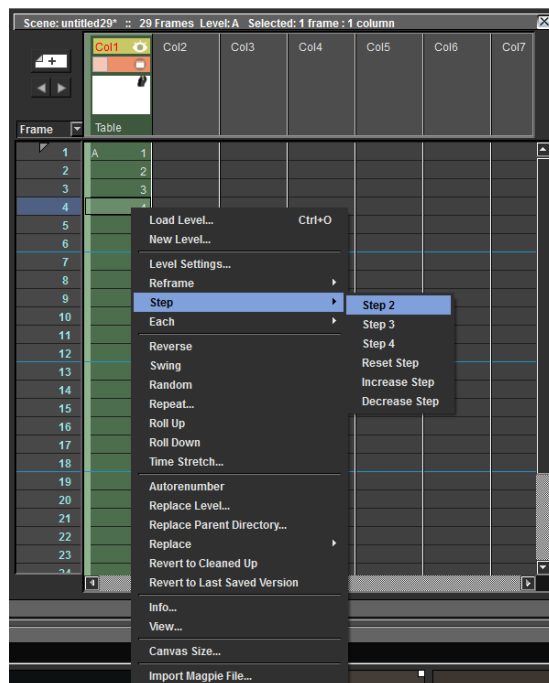 Scene: untitled29* :: 29 Frames Level: A Selected: 1 frame : 1 column
Col1 Col2 Col3 Col4 Col5 Col6 Col7
Frame Table
1 A 1
2 2
3 3
4
5
6
7
8
9
10
11
12
13
14
15
16
17
18
19
20
21
22
23
24
Load Level... Ctrl+O
New Level...
Level Settings...
Reframe
Step
Each
Reverse
Swing
Random
Repeat...
Roll Up
Roll Down
Time Stretch...
Autorenumber
Replace Level...
Replace Parent Directory...
Replace
Revert to Cleaned Up
Revert to Last Saved Version
Info...
View...
Canvas Size...
Import Magpie File...
Step 2
Step 3
Step 4
Reset Step
Increase Step
Decrease Step